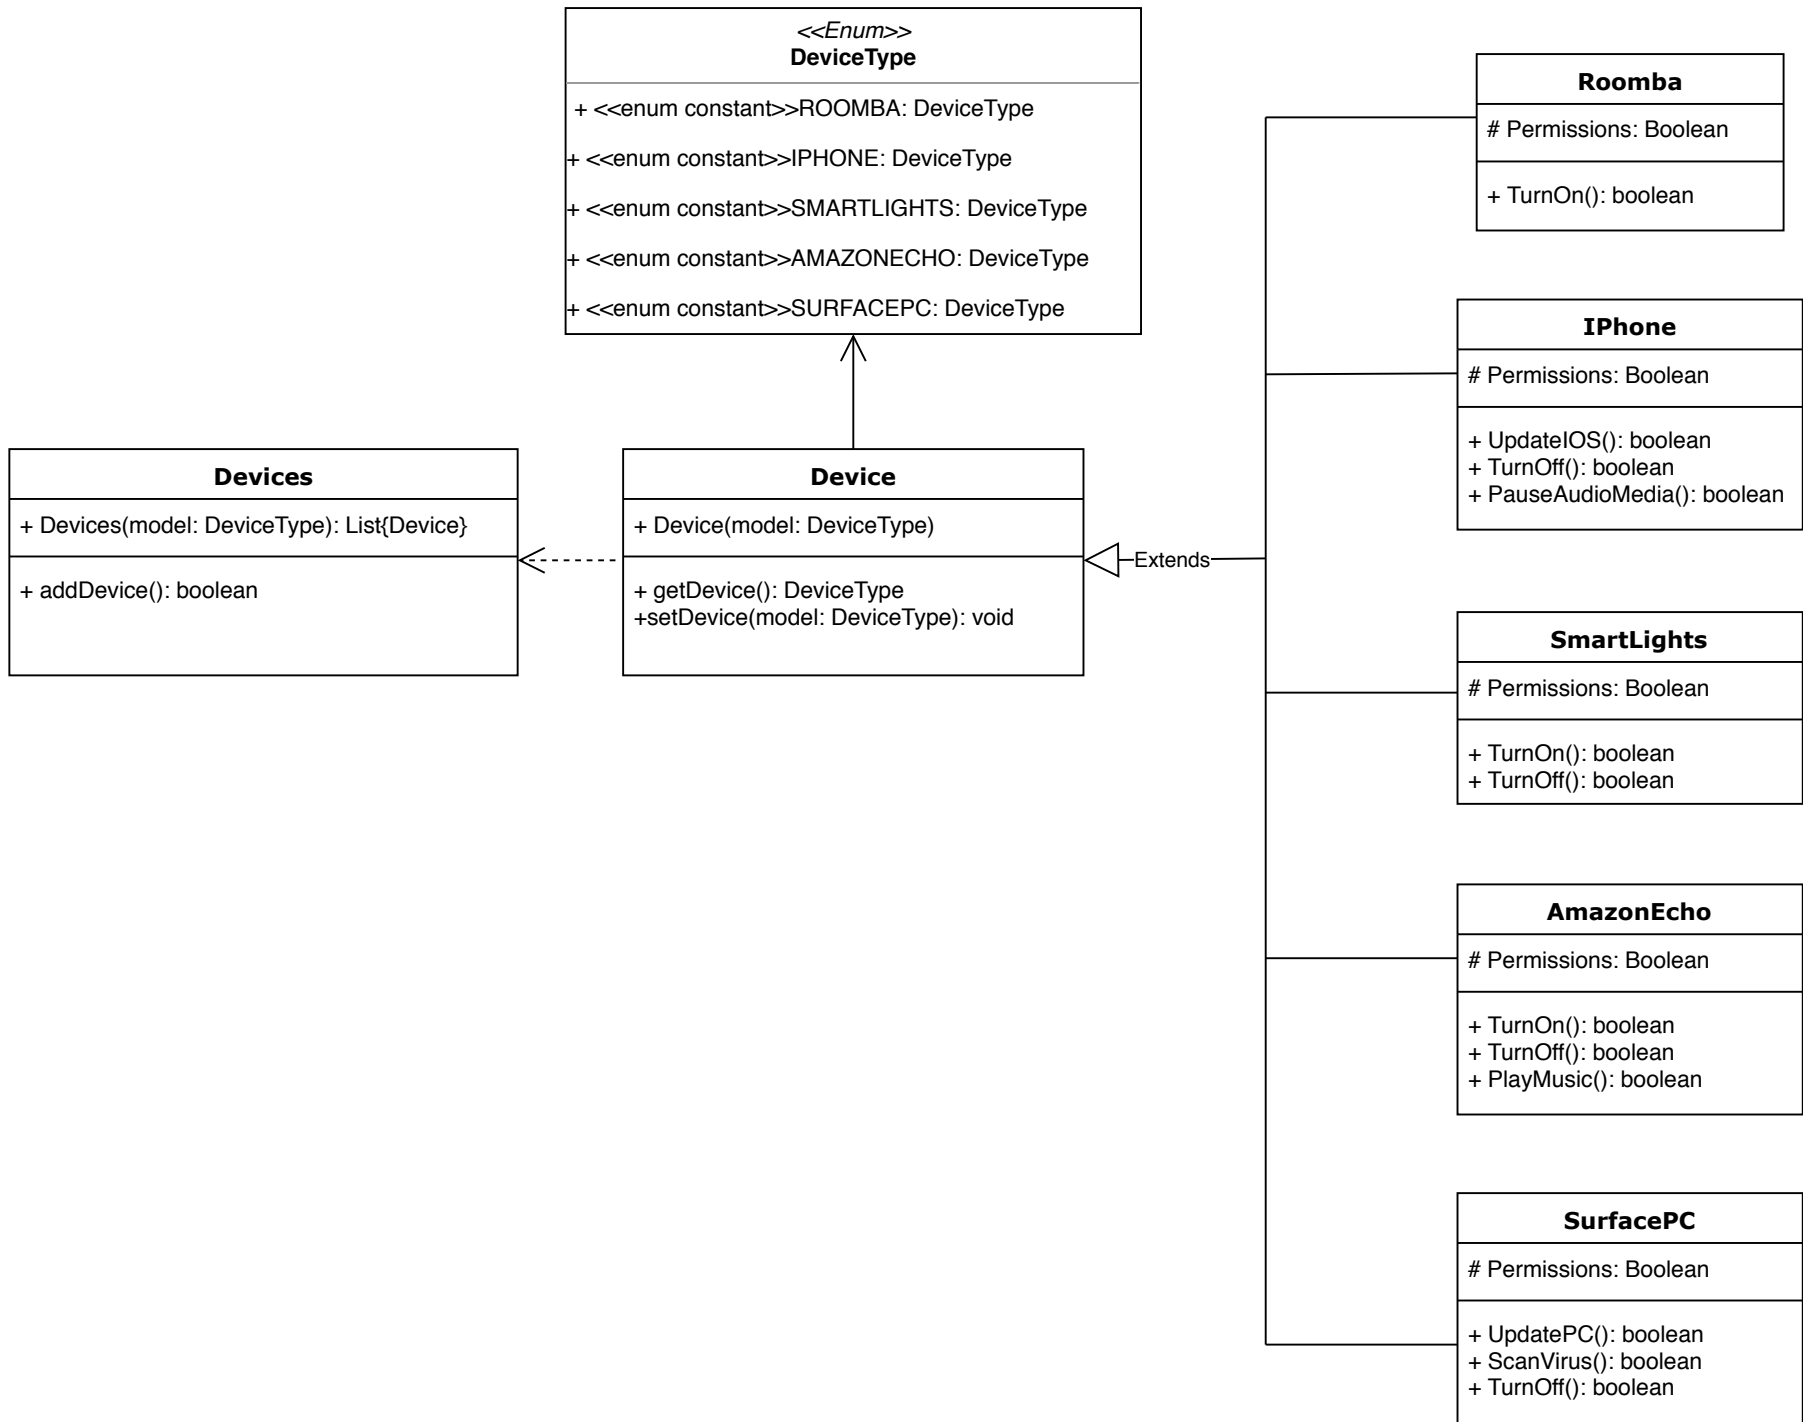 <<Enum>>
DeviceType
+ <<enum constant>>ROOMBA: DeviceType
+ <<enum constant>>IPHONE: DeviceType
+ <<enum constant>>SMARTLIGHTS: DeviceType
+ <<enum constant>>AMAZONECHO: DeviceType
+ <<enum constant>>SURFACEPC: DeviceType
Devices
+ Devices(model: DeviceType): List{Device}
+ addDevice(): boolean
Device
+ Device(model: DeviceType)
+ getDevice(): DeviceType
+setDevice(model: DeviceType): void
Extends
Roomba
# Permissions: Boolean
+ TurnOn(): boolean
IPhone
# Permissions: Boolean
+ UpdateIOS(): boolean
+ TurnOff(): boolean
+ PauseAudioMedia(): boolean
SmartLights
# Permissions: Boolean
+ TurnOn(): boolean
+ TurnOff(): boolean
AmazonEcho
# Permissions: Boolean
+ TurnOn(): boolean
+ TurnOff(): boolean
+ PlayMusic(): boolean
SurfacePC
# Permissions: Boolean
+ UpdatePC(): boolean
+ ScanVirus(): boolean
+ TurnOff(): boolean